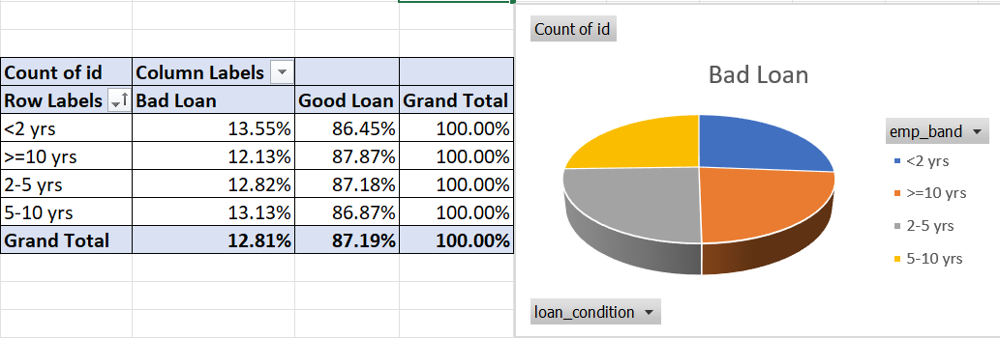 Count of id Column Labels
Row Labels Bad Loan Good Loan Grand Total
<2 yrs 13.55% 86.45% 100.00%
>=10 yrs 12.13% 87.87% 100.00%
2-5 yrs 12.82% 87.18% 100.00%
5-10 yrs 13.13% 86.87% 100.00%
Grand Total 12.81% 87.19% 100.00%
Count of id
Bad Loan
emp_band
<2 yrs
>=10 yrs
2-5 yrs
5-10 yrs
loan_condition